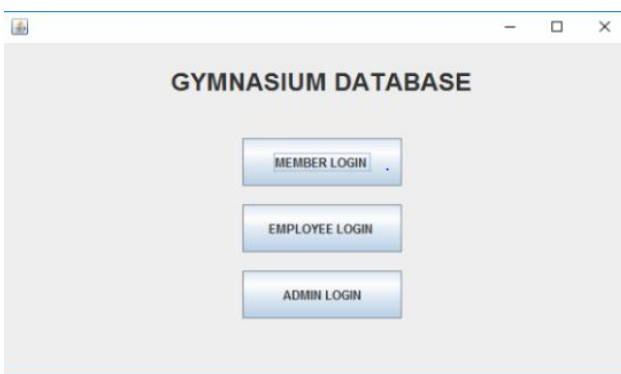 GYMNASIUM DATABASE
MEMBER LOGIN
EMPLOYEE LOGIN
ADMIN LOGIN